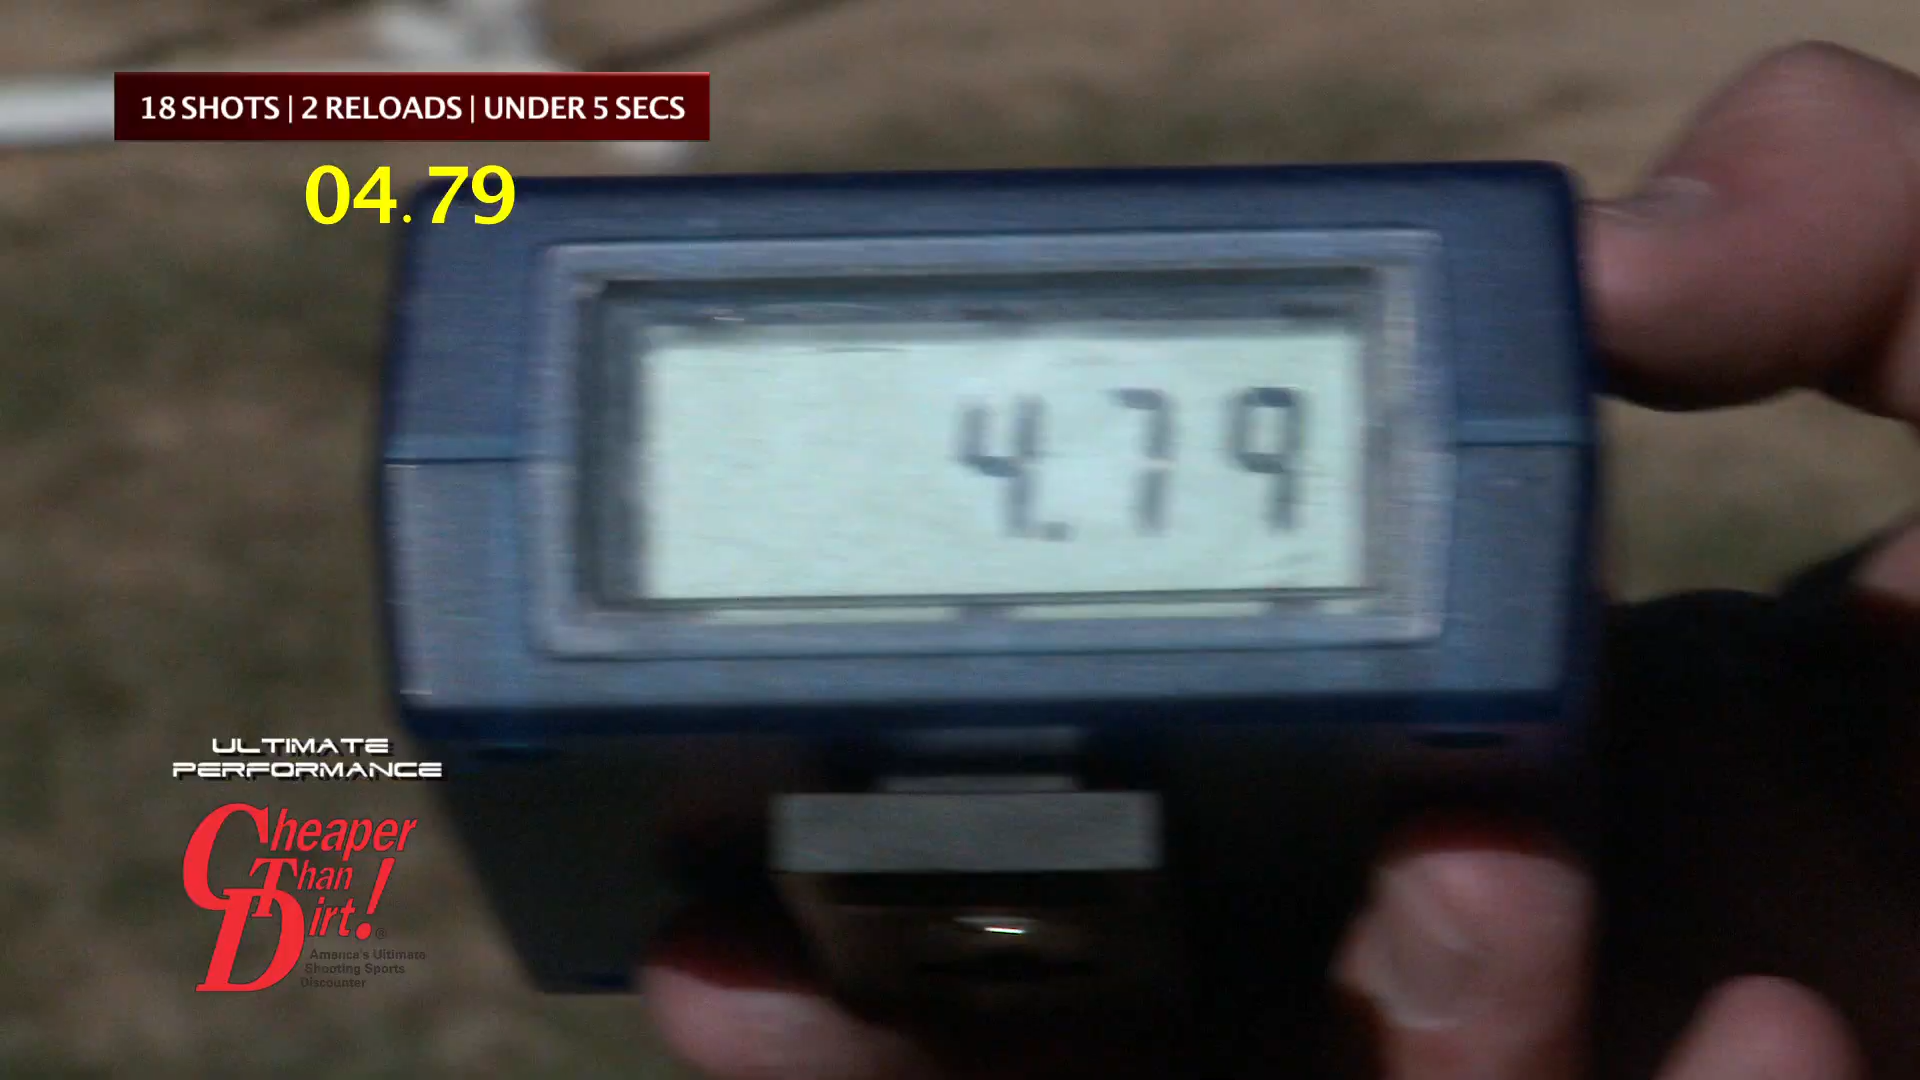 18 SHOTS | 2 RELOADS | UNDER 5 SECS
04.79
4.79
ULTIMATE
PERFORMANCE
Cheaper
Than
Dirt!®
America's Ultimate
Shooting Sports
Discounter